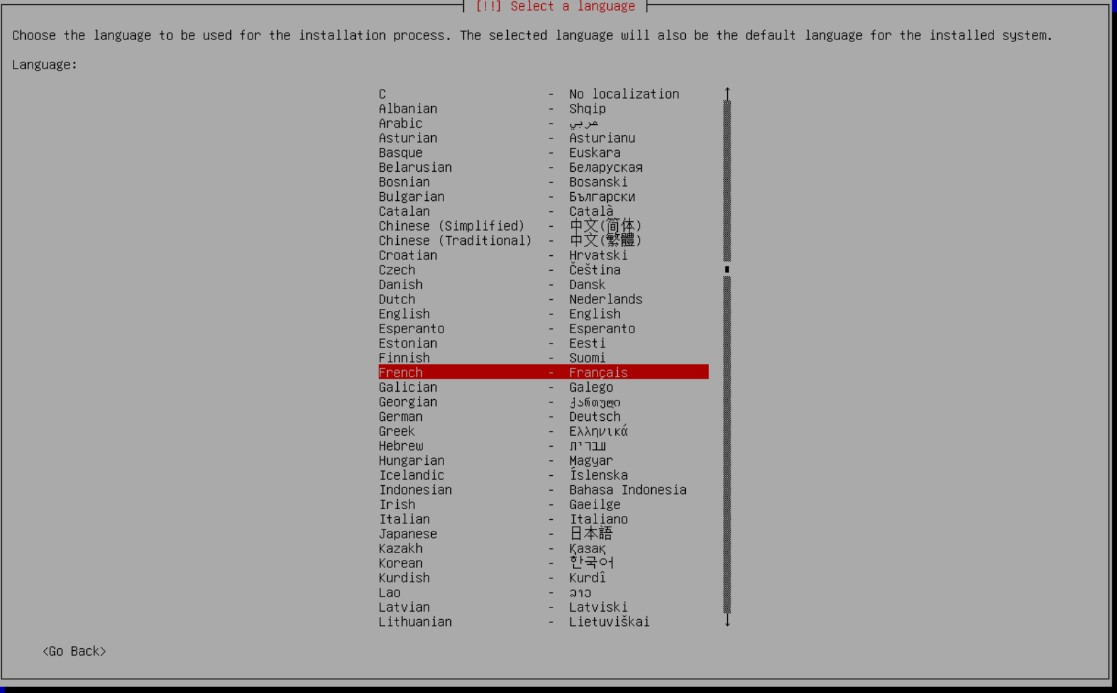 [!!] Select a language
Choose the language to be used for the installation process. The selected language will also be the default language for the installed system.
Language:
C - No localization
Albanian - Shqip
Arabic - عربي
Asturian - Asturianu
Basque - Euskara
Belarusian - Беларуская
Bosnian - Bosanski
Bulgarian - Български
Catalan - Català
Chinese (Simplified) - 中文(简体)
Chinese (Traditional) - 中文(繁體)
Croatian - Hrvatski
Czech - Čeština
Danish - Dansk
Dutch - Nederlands
English - English
Esperanto - Esperanto
Estonian - Eesti
Finnish - Suomi
French - Français
Galician - Galego
Georgian - ქართული
German - Deutsch
Greek - Ελληνικά
Hebrew - עברית
Hungarian - Magyar
Icelandic - Íslenska
Indonesian - Bahasa Indonesia
Irish - Gaeilge
Italian - Italiano
Japanese - 日本語
Kazakh - Қазақ
Korean - 한국어
Kurdish - Kurdî
Lao - ລາວ
Latvian - Latviski
Lithuanian - Lietuviškai
<Go Back>